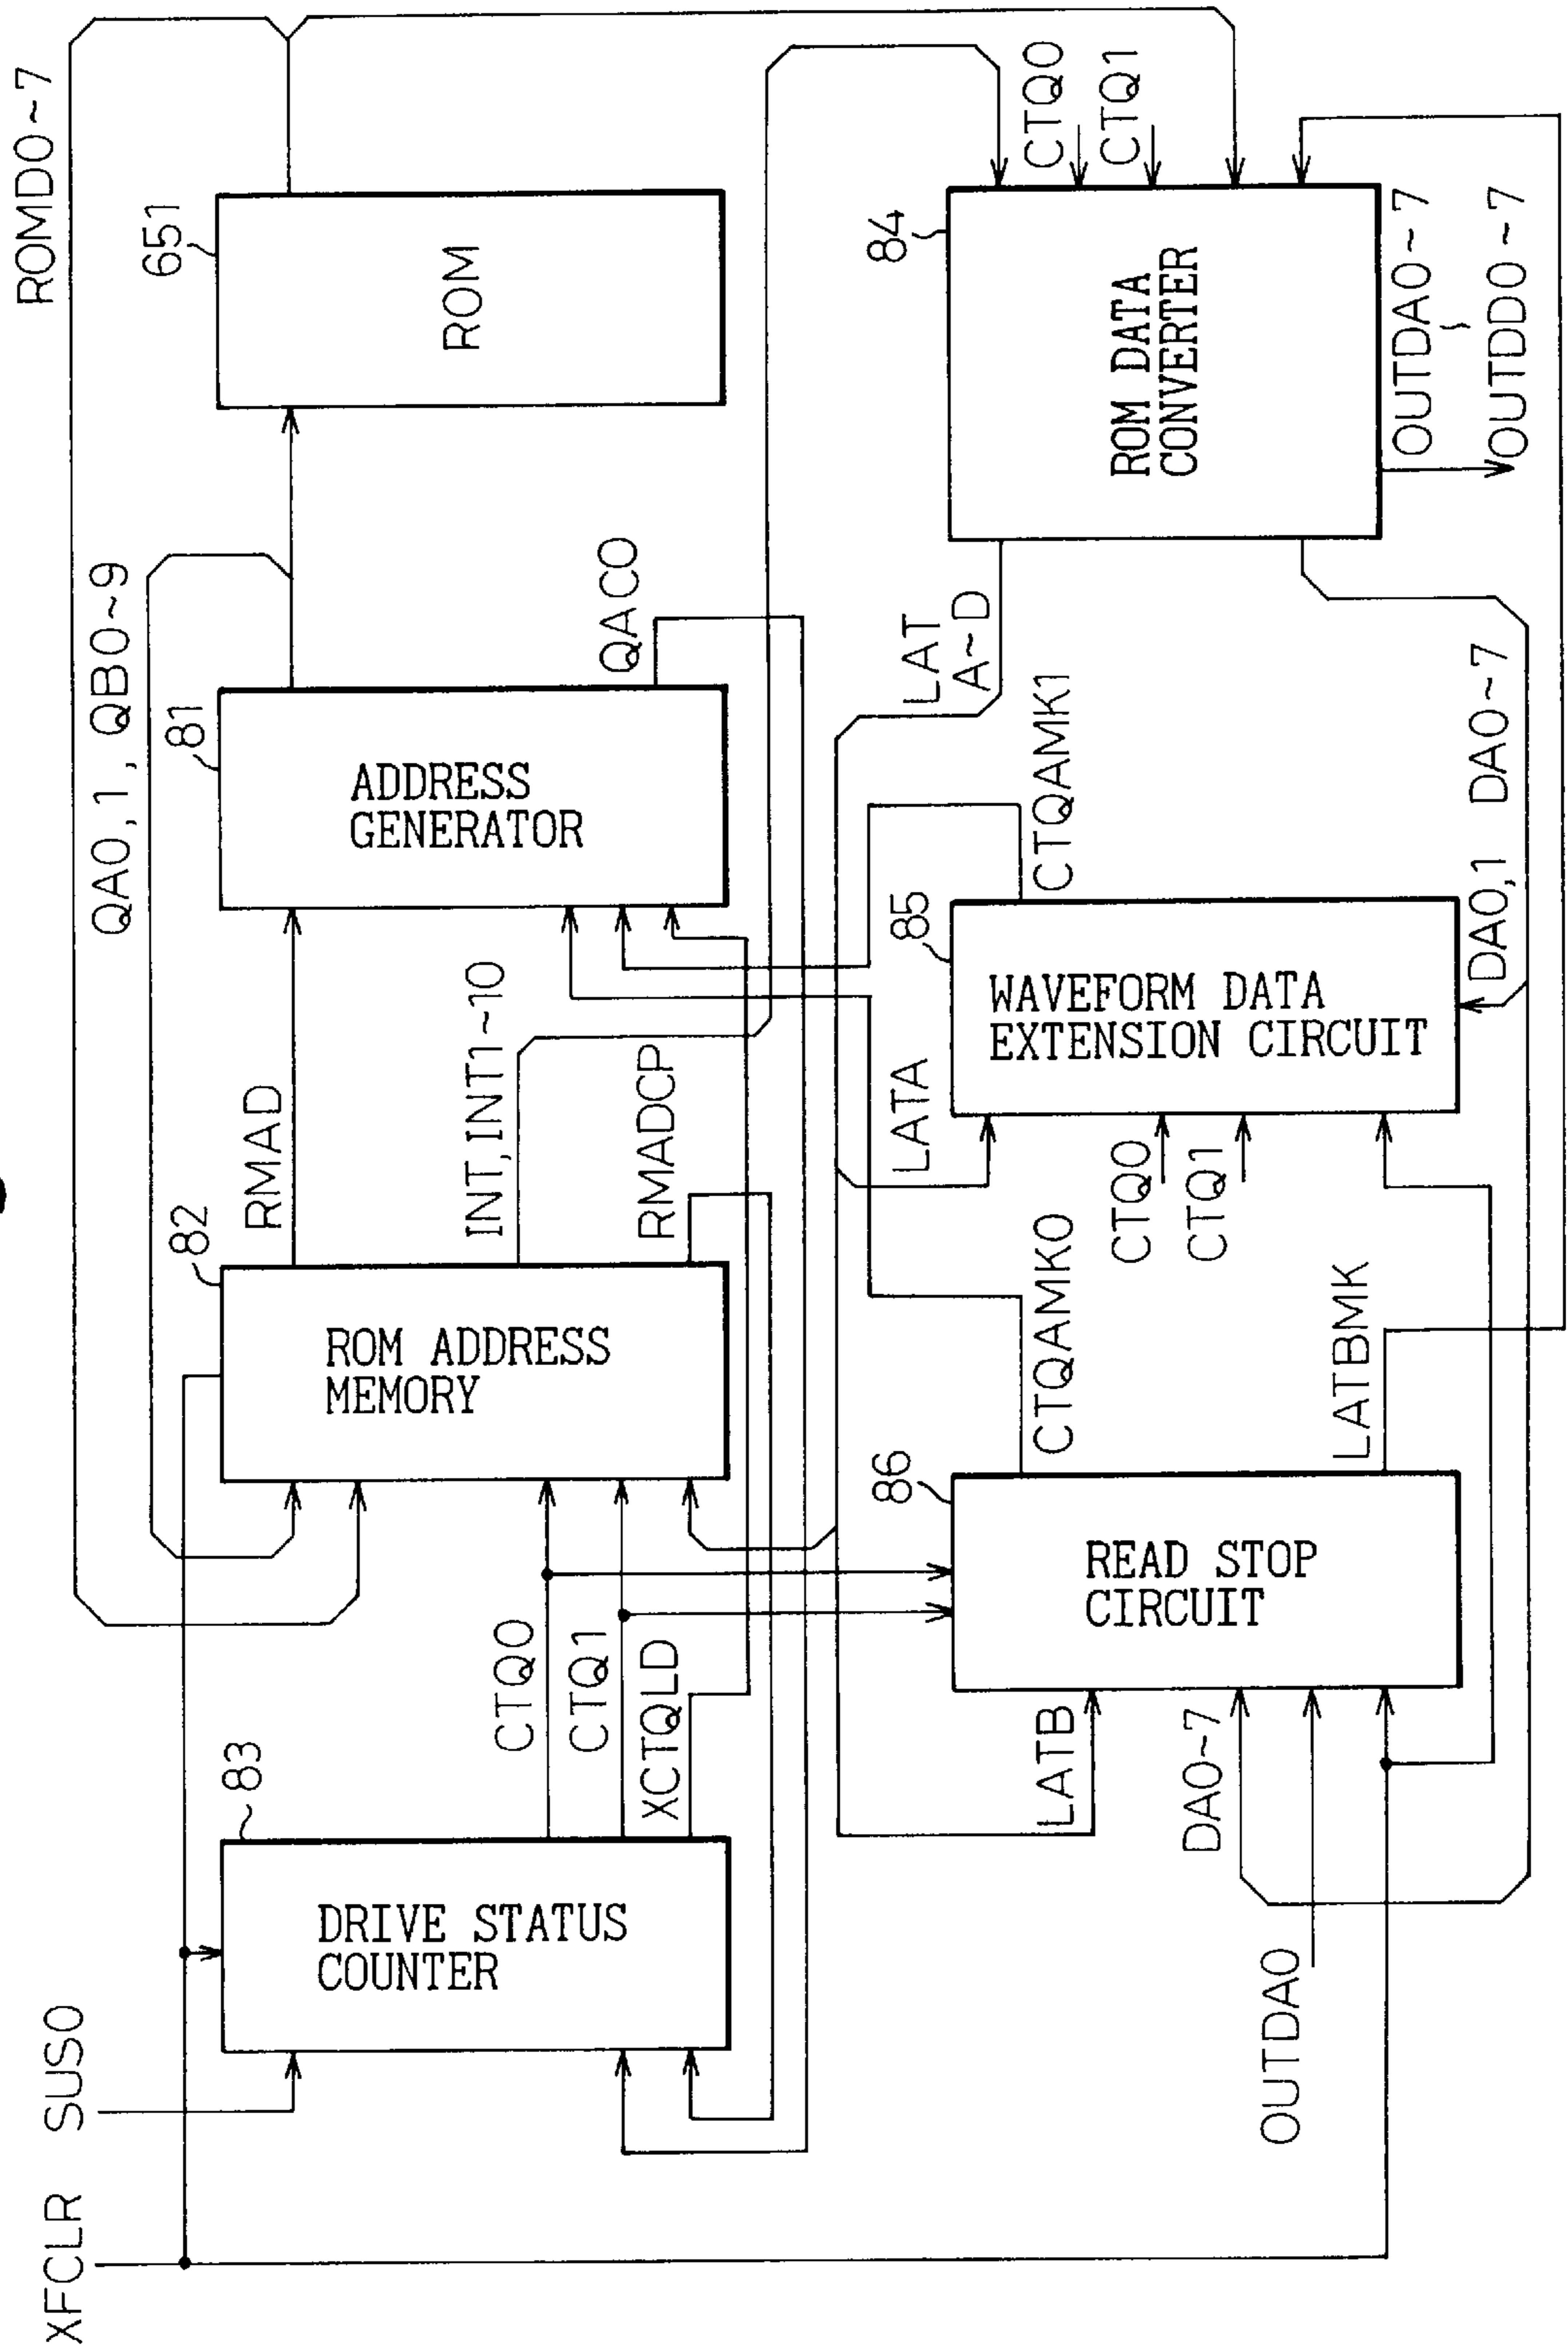 XFCLR
SUS0
83
DRIVE STATUS
COUNTER
CTQ0
CTQ1
XCTQLD
82
ROM ADDRESS
MEMORY
RMAD
INT,INT1~10
RMADCP
QA0,1,QB0~9
81
ADDRESS
GENERATOR
QACO
ROMD0~7
651
ROM
OUTDA0
DA0~7
LATB
86
READ STOP
CIRCUIT
CTQAMK0
LATBMK
LATA
CTQ0
CTQ1
85
WAVEFORM DATA
EXTENSION CIRCUIT
CTQAMK1
DA0,1
DA0~7
LAT
A~D
84
ROM DATA
CONVERTER
CTQ0
CTQ1
OUTDA0~7
~
OUTDD0~7